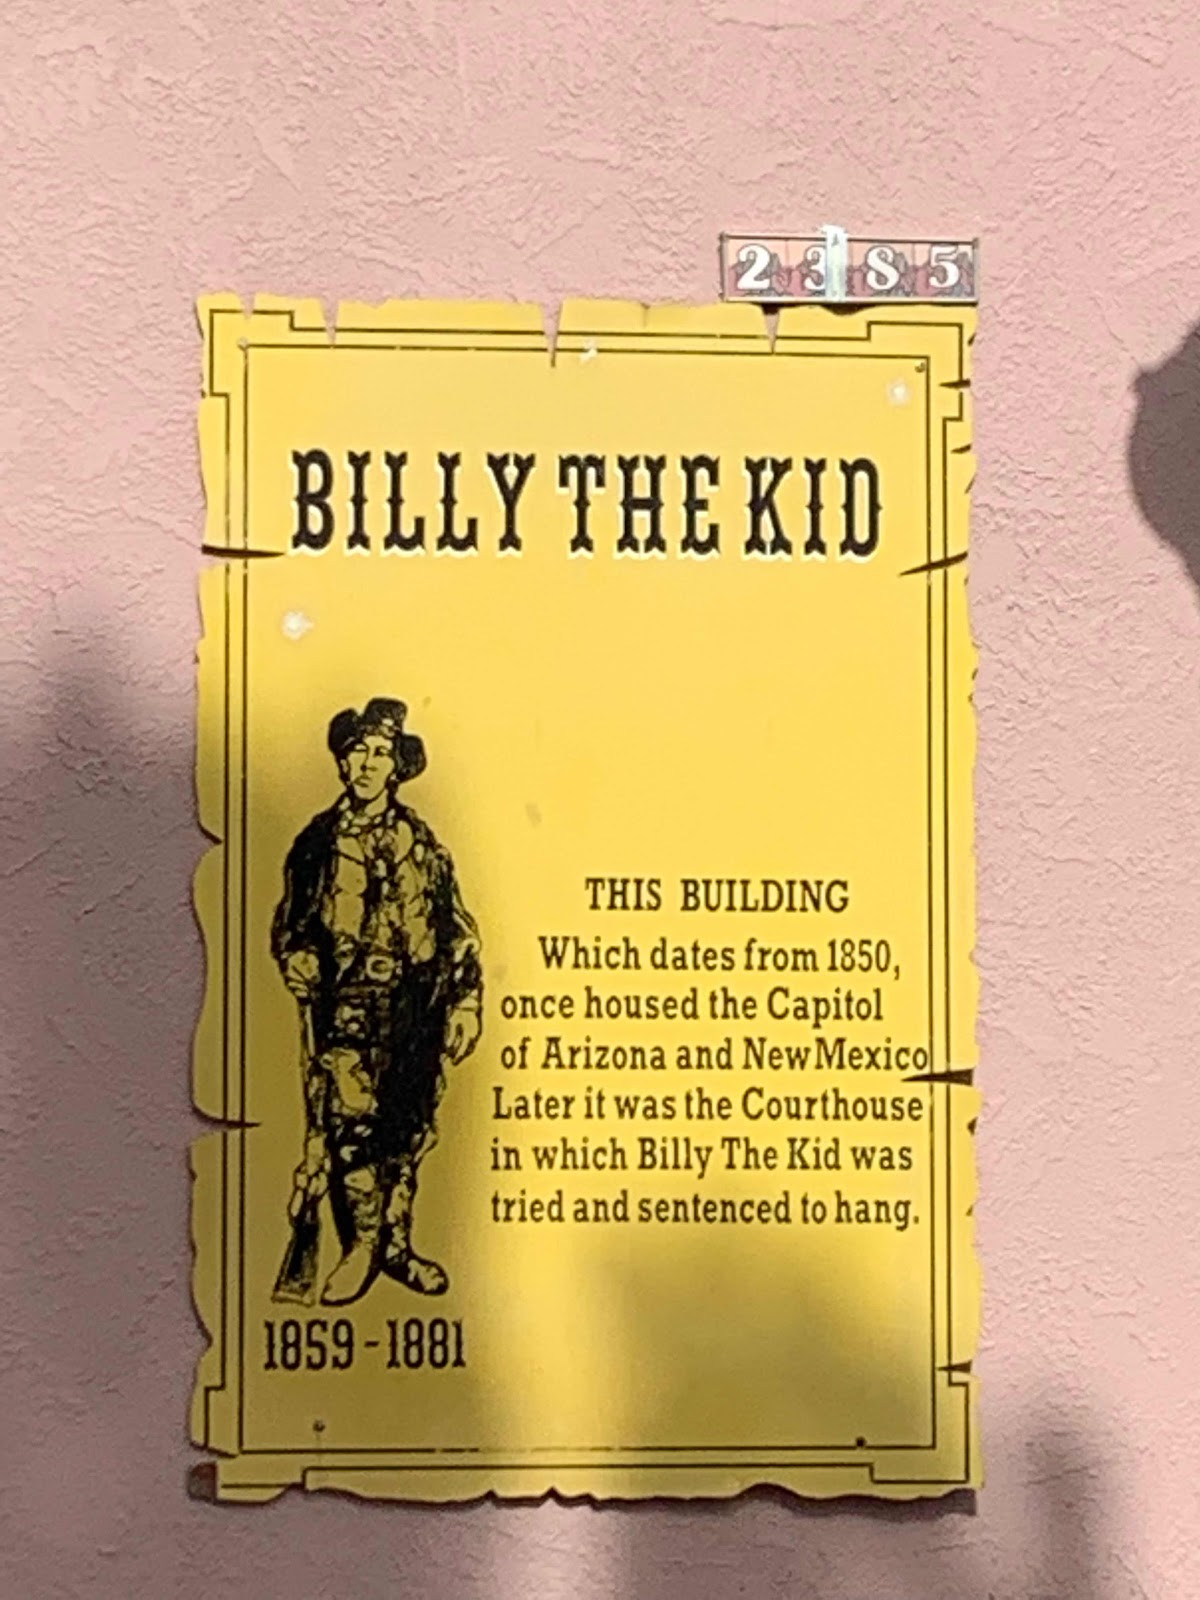 2385
BILLY THE KID
THIS BUILDING
Which dates from 1850,
once housed the Capitol
of Arizona and New Mexico
Later it was the Courthouse
in which Billy The Kid was
tried and sentenced to hang.
1859-1881